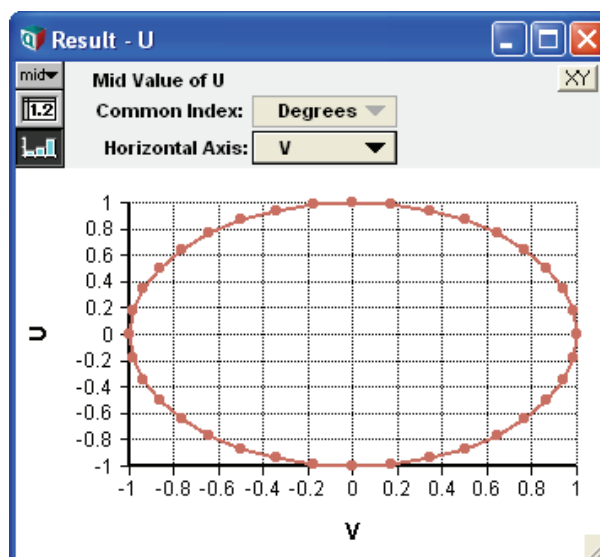 Result - U
mid
Mid Value of U
XY
1.2
Common Index: Degrees
Horizontal Axis: V
1
0.8
0.6
0.4
0.2
0
-0.2
-0.4
-0.6
-0.8
-1
U
-1 -0.8 -0.6 -0.4 -0.2 0 0.2 0.4 0.6 0.8 1
V